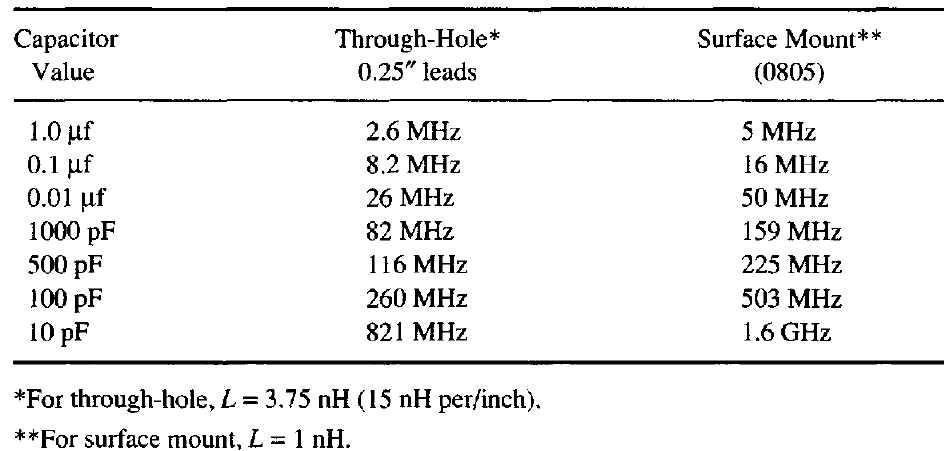 Capacitor Through-Hole* Surface Mount**
Value 0.25″ leads (0805)
1.0 µf 2.6 MHz 5 MHz
0.1 µf 8.2 MHz 16 MHz
0.01 µf 26 MHz 50 MHz
1000 pF 82 MHz 159 MHz
500 pF 116 MHz 225 MHz
100 pF 260 MHz 503 MHz
10 pF 821 MHz 1.6 GHz
*For through-hole, L = 3.75 nH (15 nH per/inch).
**For surface mount, L = 1 nH.